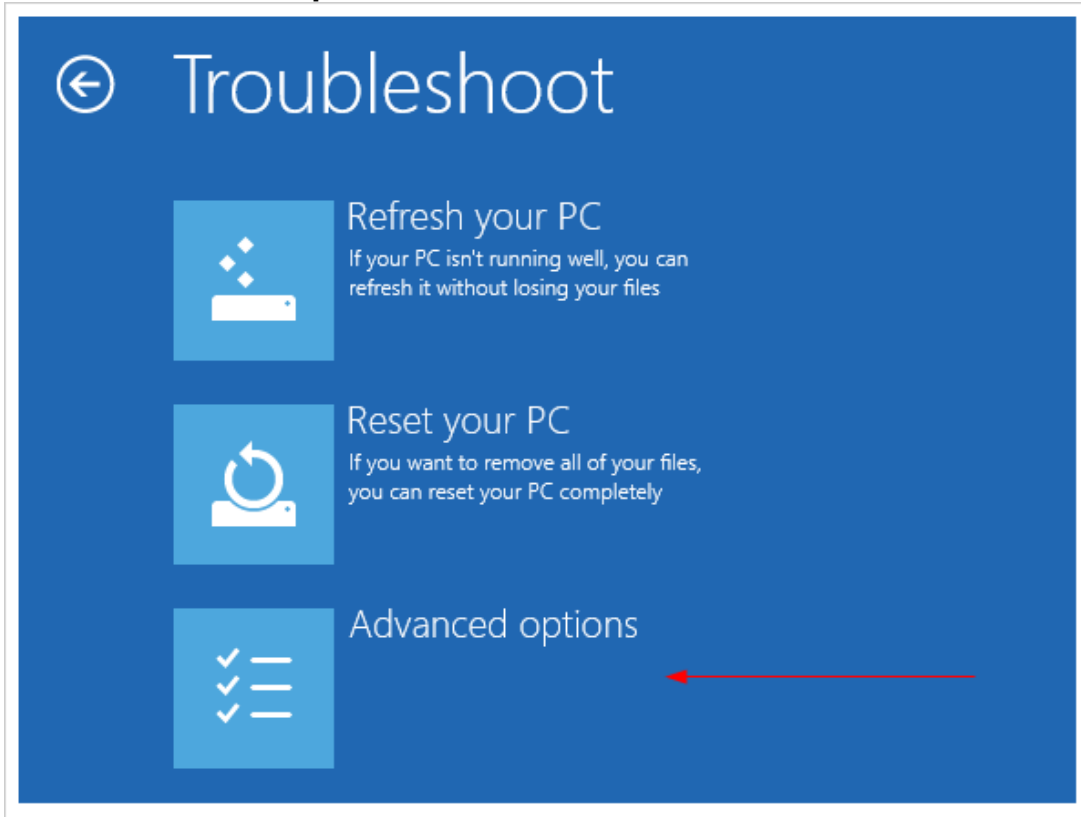 Troubleshoot
Refresh your PC
If your PC isn't running well, you can
refresh it without losing your files
Reset your PC
If you want to remove all of your files,
you can reset your PC completely
Advanced options